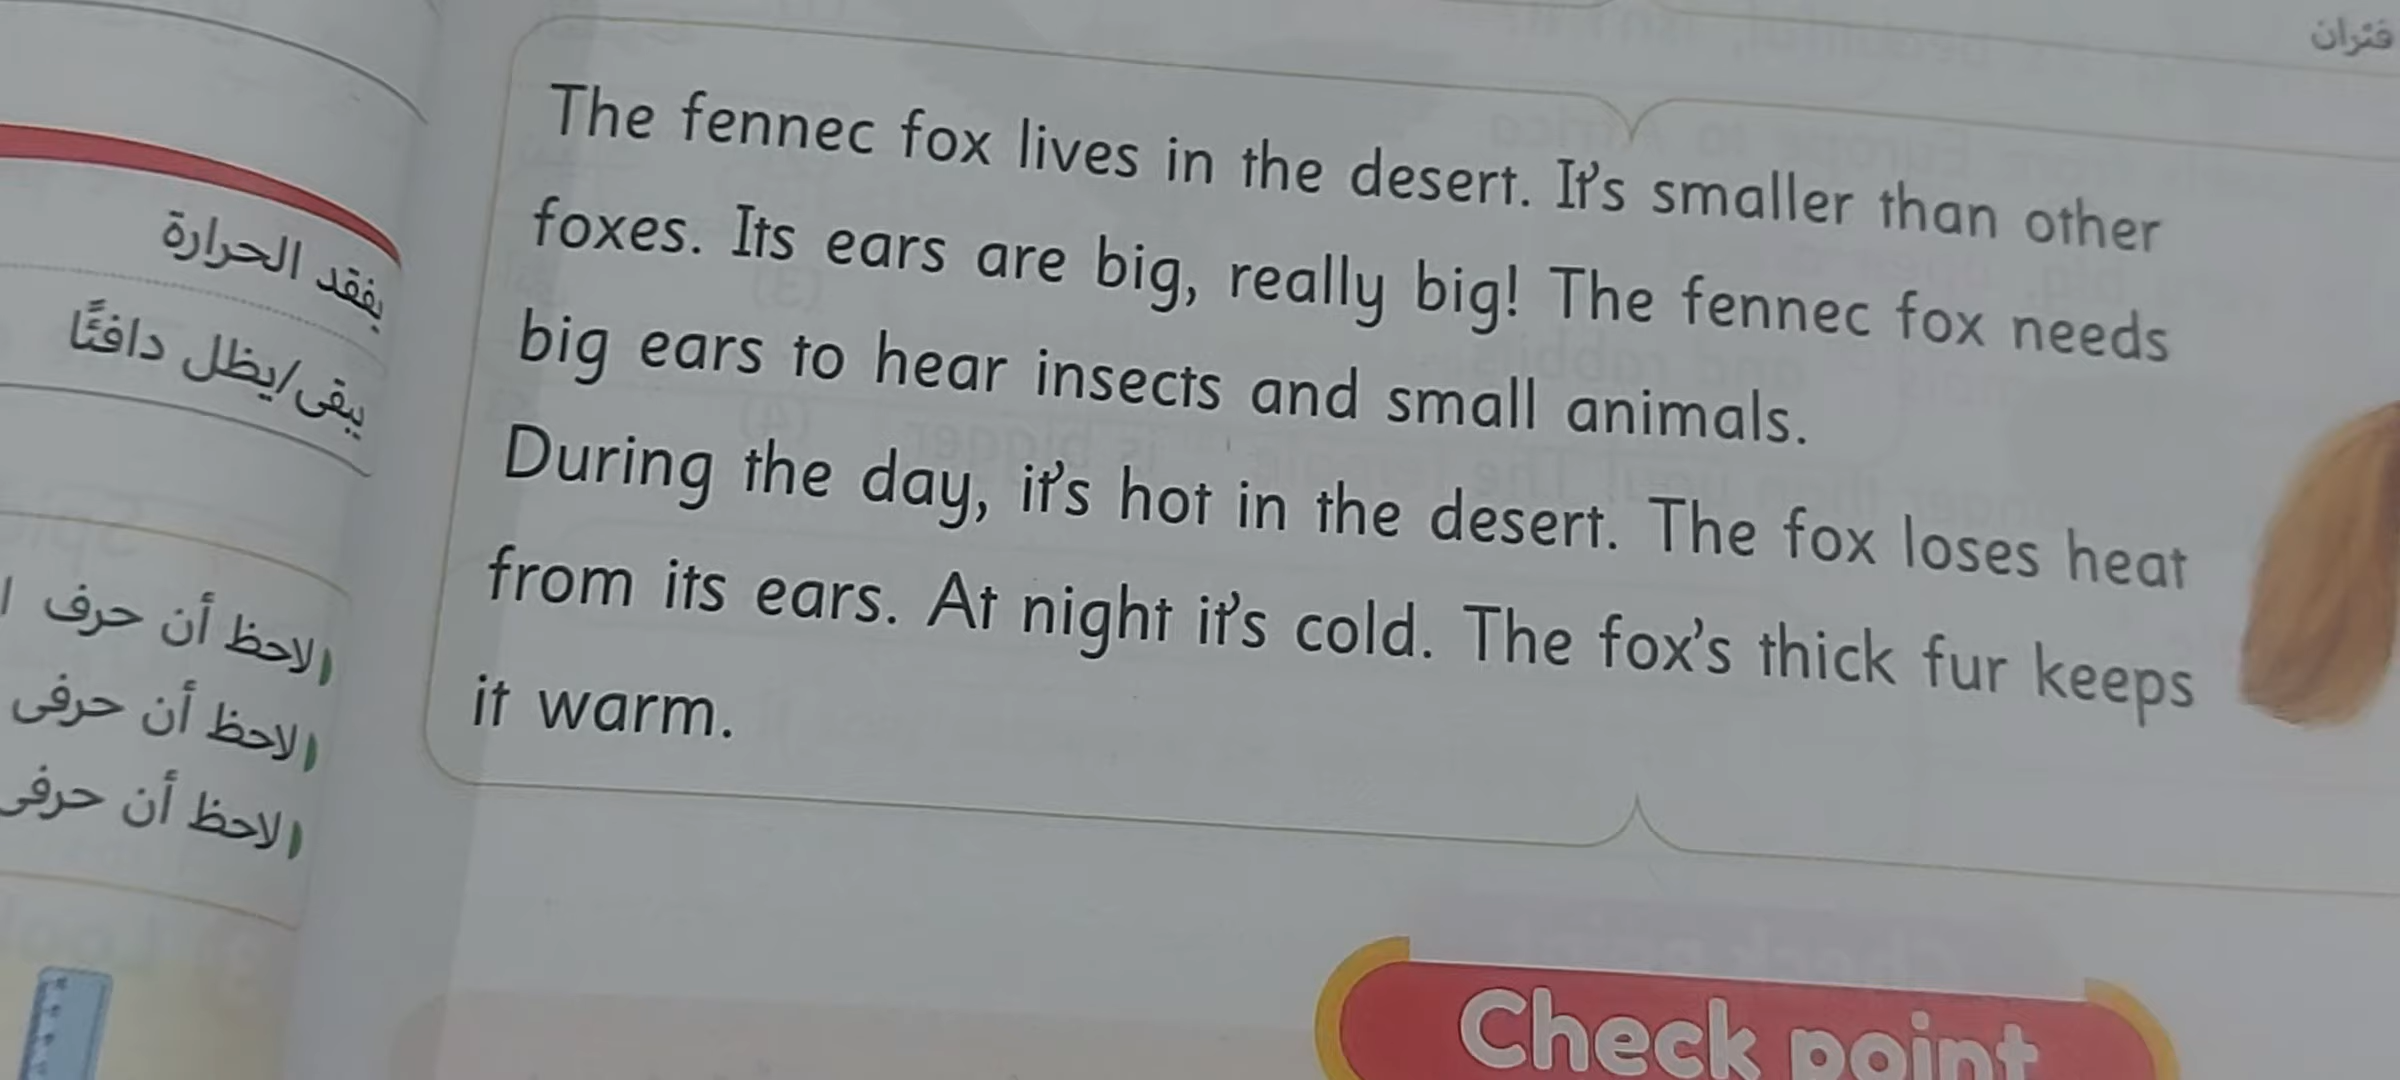 فئران
The fennec fox lives in the desert. It's smaller than other
foxes. Its ears are big, really big! The fennec fox needs
big ears to hear insects and small animals.
During the day, it's hot in the desert. The fox loses heat
from its ears. At night it's cold. The fox's thick fur keeps
it warm.
Check point
يفقد الحرارة
يبقى/يظل دافئًا
لاحظ أن حرف
لاحظ أن حرفى
لاحظ أن حرفى